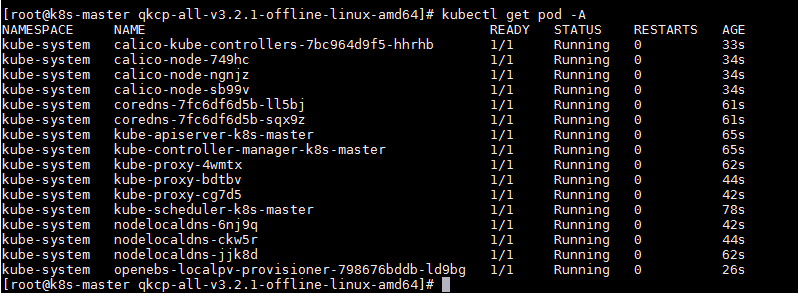 [root@k8s-master qkcp-all-v3.2.1-offline-linux-amd64]# kubectl get pod -A
NAMESPACE     NAME                                           READY   STATUS    RESTARTS   AGE
kube-system   calico-kube-controllers-7bc964d9f5-hhrhb       1/1     Running   0          33s
kube-system   calico-node-749hc                              1/1     Running   0          34s
kube-system   calico-node-ngnjz                              1/1     Running   0          34s
kube-system   calico-node-sb99v                              1/1     Running   0          34s
kube-system   coredns-7fc6df6d5b-ll5bj                       1/1     Running   0          61s
kube-system   coredns-7fc6df6d5b-sqx9z                       1/1     Running   0          61s
kube-system   kube-apiserver-k8s-master                      1/1     Running   0          65s
kube-system   kube-controller-manager-k8s-master             1/1     Running   0          65s
kube-system   kube-proxy-4wmtx                               1/1     Running   0          62s
kube-system   kube-proxy-bdtbv                               1/1     Running   0          44s
kube-system   kube-proxy-cg7d5                               1/1     Running   0          42s
kube-system   kube-scheduler-k8s-master                      1/1     Running   0          78s
kube-system   nodelocaldns-6nj9q                             1/1     Running   0          42s
kube-system   nodelocaldns-ckw5r                             1/1     Running   0          44s
kube-system   nodelocaldns-jjk8d                             1/1     Running   0          62s
kube-system   openebs-localpv-provisioner-798676bddb-ld9bg   1/1     Running   0          26s
[root@k8s-master qkcp-all-v3.2.1-offline-linux-amd64]#